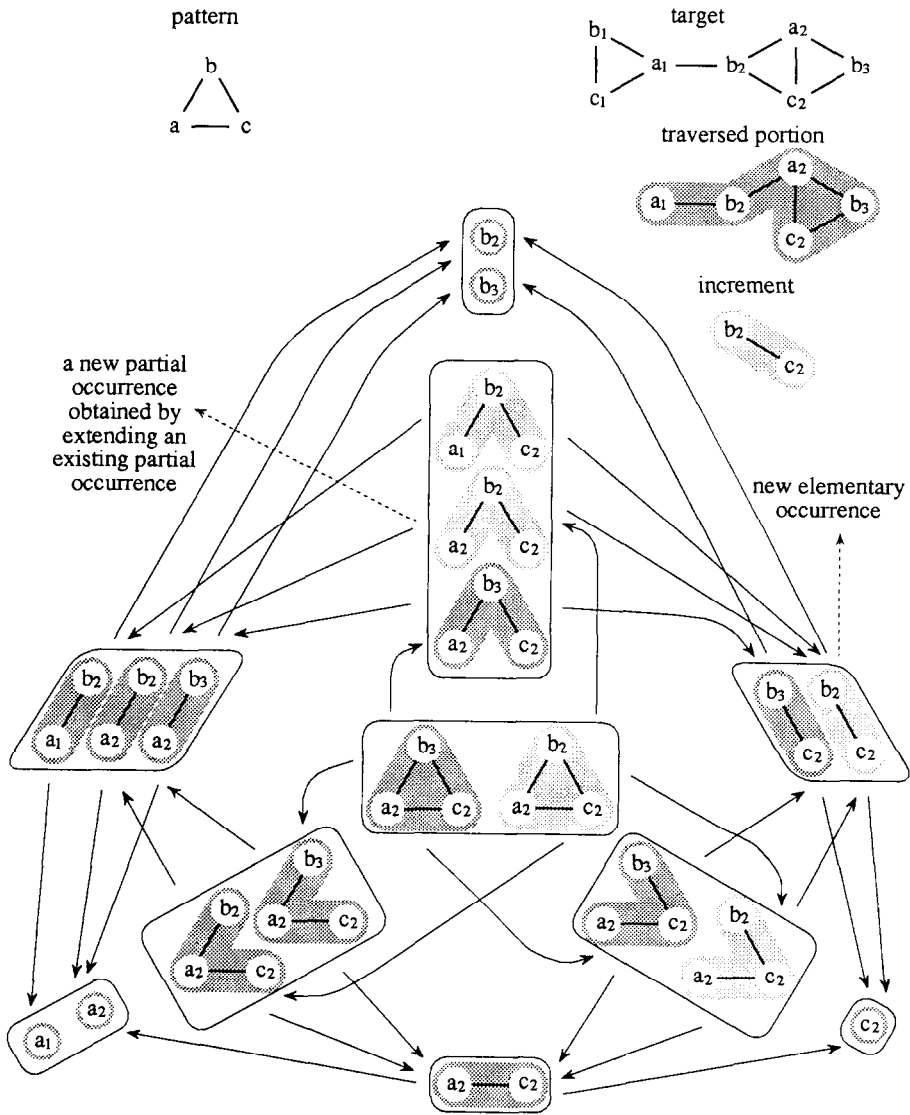 pattern
target
b
a
c
b1
a1
c1
b2
a2
c2
b3
traversed portion
a2
a1
b2
b3
c2
increment
b2
c2
b2
b3
a new partial
occurrence
obtained by
extending an
existing partial
occurrence
b2
a1
c2
b2
a2
c2
b3
a2
c2
new elementary
occurrence
b2
b2
b3
a1
a2
a2
b3
b2
c2
c2
b3
a2
c2
b2
a2
c2
b3
a2
c2
b2
a2
c2
b3
a2
c2
b2
a2
c2
a1
a2
c2
a2
c2